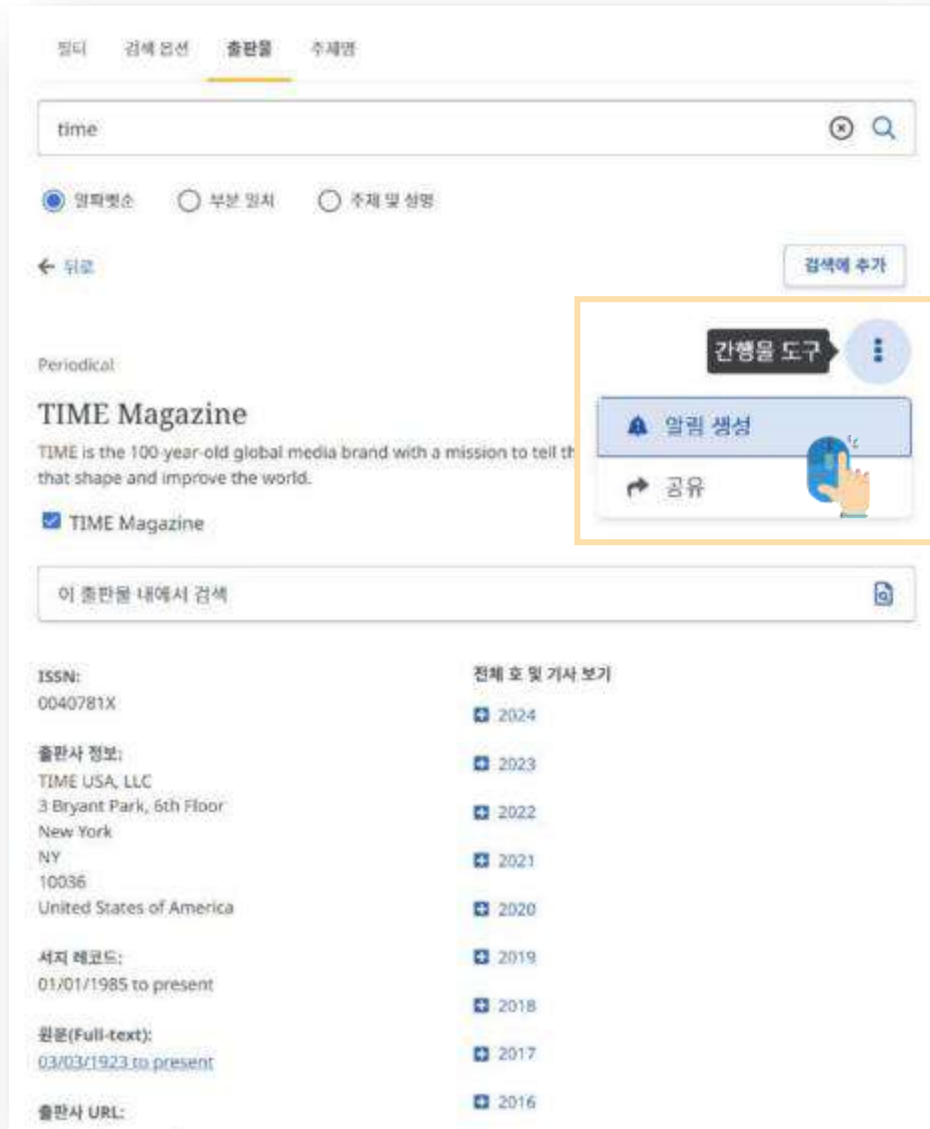 필터 검색 옵션 출판물 주제명
time
알파벳순 부분 일치 주제 및 설명
뒤로
검색에 추가
간행물 도구
Periodical
TIME Magazine
알림 생성
TIME is the 100-year-old global media brand with a mission to tell th
that shape and improve the world.
공유
TIME Magazine
이 출판물 내에서 검색
ISSN:
0040781X
출판사 정보:
TIME USA, LLC
3 Bryant Park, 6th Floor
New York
NY
10036
United States of America
서지 레코드:
01/01/1985 to present
원문(Full-text):
03/03/1923 to present
출판사 URL:
전체 호 및 기사 보기
2024
2023
2022
2021
2020
2019
2018
2017
2016